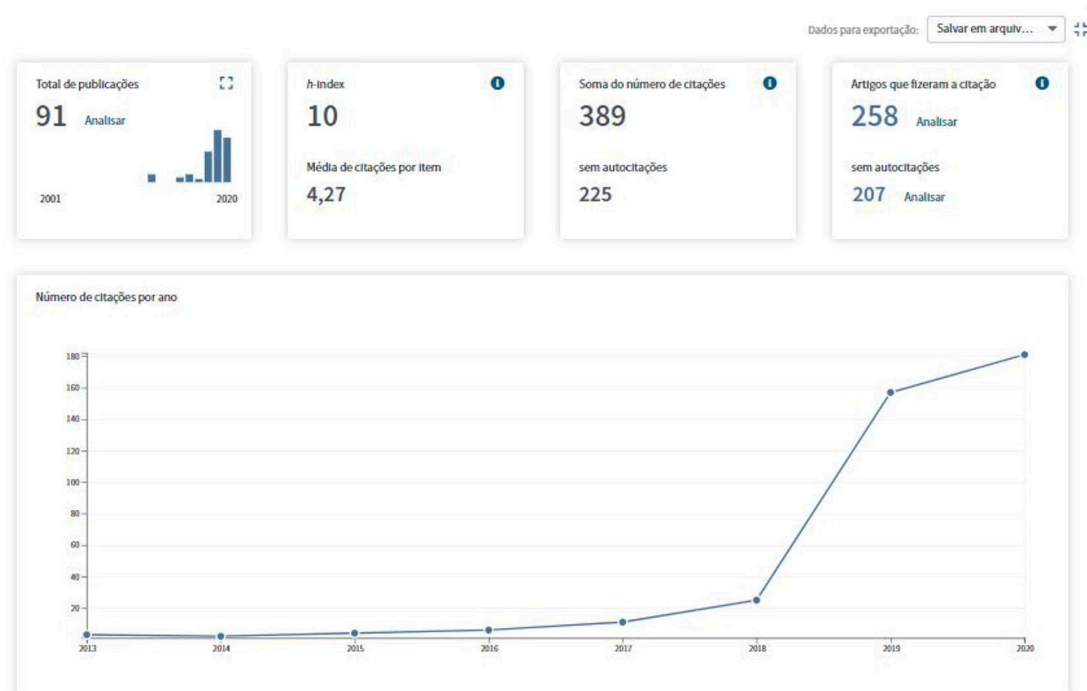 Dados para exportação: Salvar em arquiv...
Total de publicações
91 Analisar
2001 2020
h-index
10
Média de citações por item
4,27
Soma do número de citações
389
sem autocitações
225
Artigos que fizeram a citação
258 Analisar
sem autocitações
207 Analisar
Número de citações por ano
180
160
140
120
100
80
60
40
20
2013 2014 2015 2016 2017 2018 2019 2020